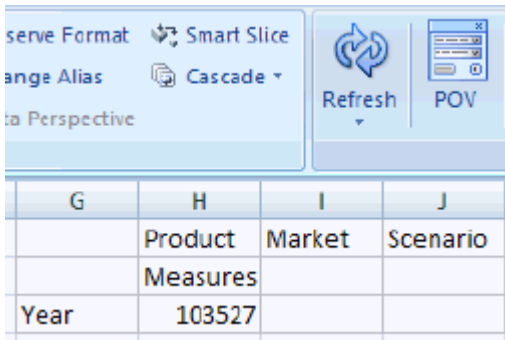 serve Format Smart Slice
ange Alias Cascade
ta Perspective
Refresh POV
G H I J
Product Market Scenario
Measures
Year 103527